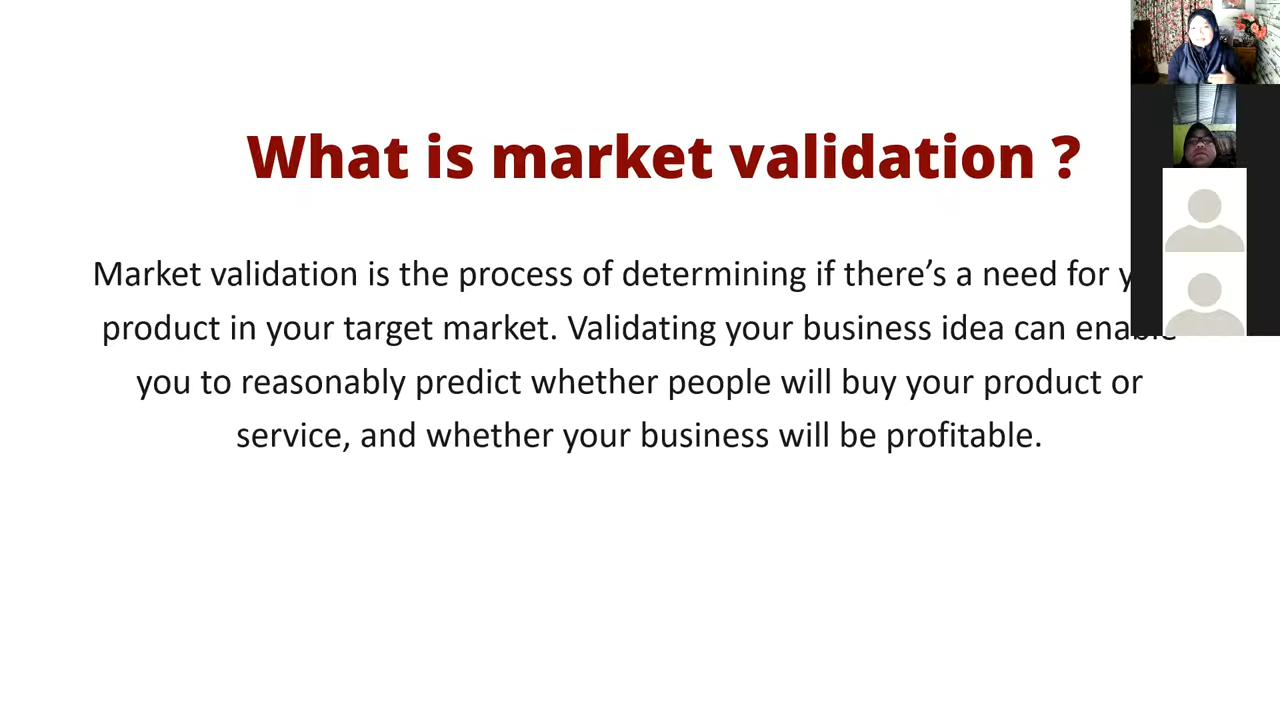 What is market validation ?
Market validation is the process of determining if there’s a need for
product in your target market. Validating your business idea can enable
you to reasonably predict whether people will buy your product or
service, and whether your business will be profitable.